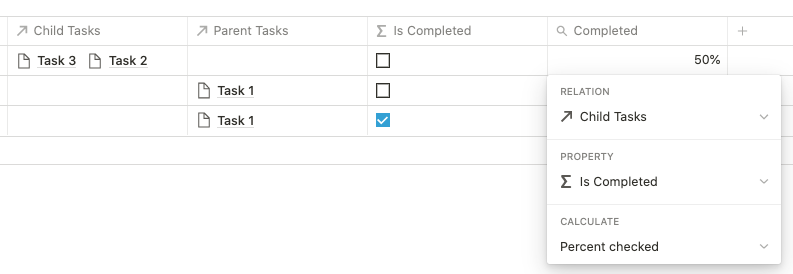 Child Tasks Parent Tasks Is Completed Completed
Task 3 Task 2 50%
Task 1
Task 1
RELATION
Child Tasks
PROPERTY
Is Completed
CALCULATE
Percent checked